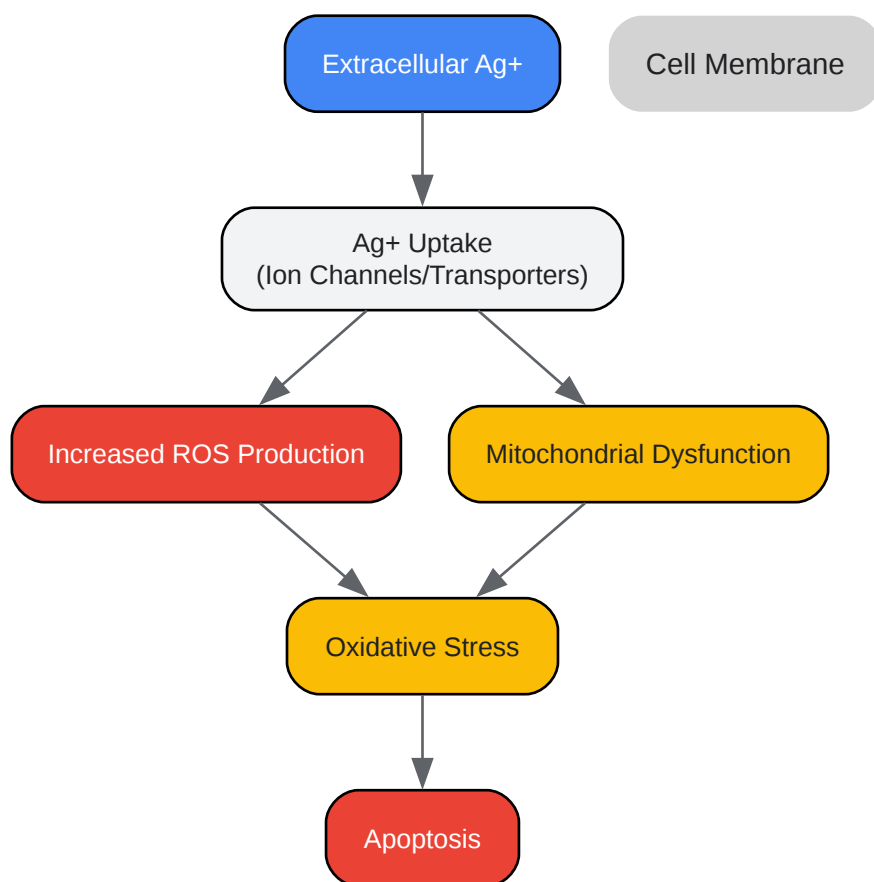 Extracellular Ag+
Cell Membrane
Ag+ Uptake
(Ion Channels/Transporters)
Increased ROS Production
Mitochondrial Dysfunction
Oxidative Stress
Apoptosis